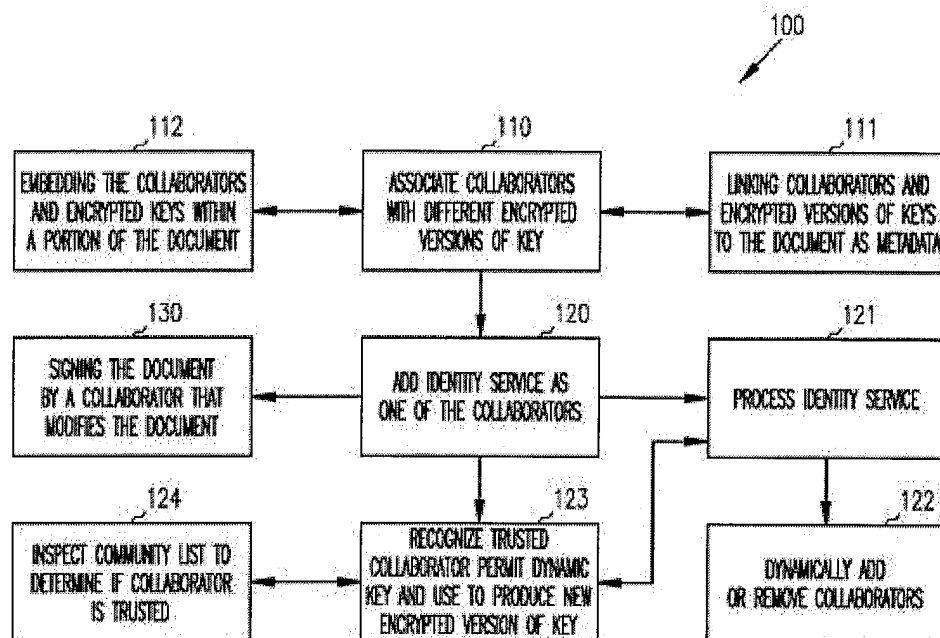 100
112
110
111
EMBEDDING THE COLLABORATORS
AND ENCRYPTED KEYS WITHIN
A PORTION OF THE DOCUMENT
ASSOCIATE COLLABORATORS
WITH DIFFERENT ENCRYPTED
VERSIONS OF KEY
LINKING COLLABORATORS AND
ENCRYPTED VERSIONS OF KEYS
TO THE DOCUMENT AS METADATA
130
120
121
SIGNING THE DOCUMENT
BY A COLLABORATOR THAT
MODIFIES THE DOCUMENT
ADD IDENTITY SERVICE AS
ONE OF THE COLLABORATORS
PROCESS IDENTITY SERVICE
124
123
122
INSPECT COMMUNITY LIST TO
DETERMINE IF COLLABORATOR
IS TRUSTED
RECOGNIZE TRUSTED
COLLABORATOR PERMIT DYNAMIC
KEY AND USE TO PRODUCE NEW
ENCRYPTED VERSION OF KEY
DYNAMICALLY ADD
OR REMOVE COLLABORATORS